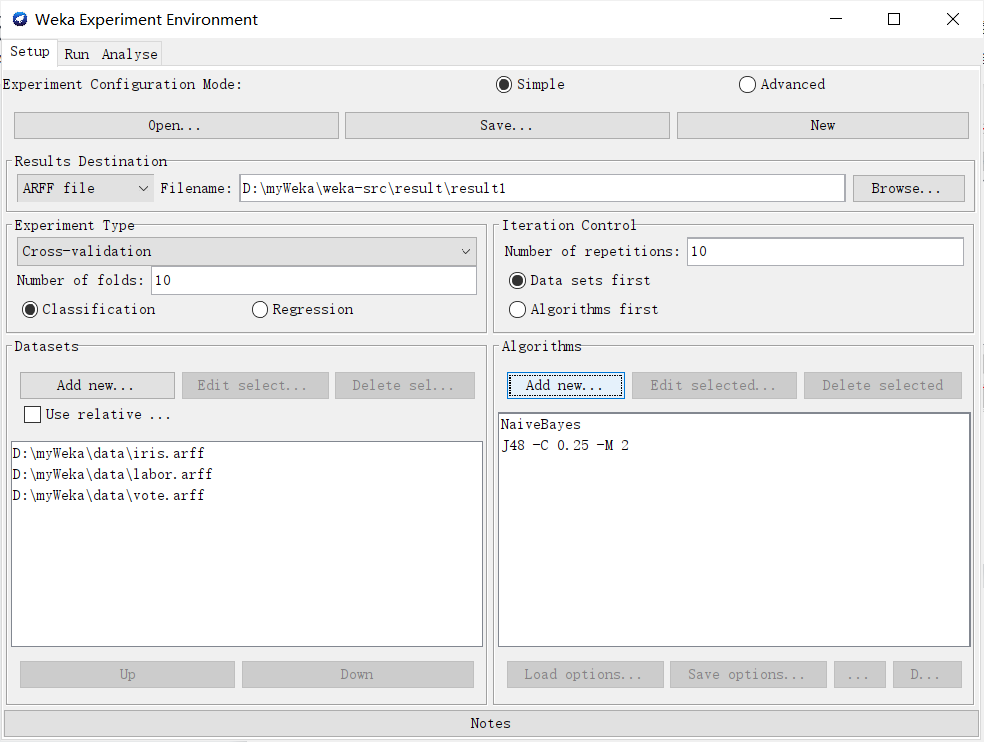 Weka Experiment Environment
Setup Run Analyse
Experiment Configuration Mode: Simple Advanced
Open... Save... New
Results Destination
ARFF file Filename: D:\myWeka\weka-src\result\result1 Browse...
Experiment Type
Cross-validation
Number of folds: 10
Classification Regression
Iteration Control
Number of repetitions: 10
Data sets first
Algorithms first
Datasets
Add new... Edit select... Delete sel...
Use relative ...
D:\myWeka\data\iris.arff
D:\myWeka\data\labor.arff
D:\myWeka\data\vote.arff
Up Down
Algorithms
Add new... Edit selected... Delete selected
NaiveBayes
J48 -C 0.25 -M 2
Load options... Save options... ... D...
Notes